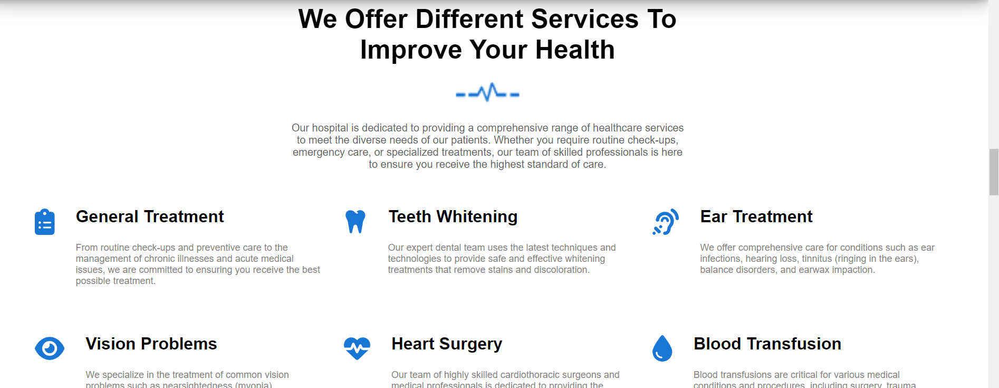 We Offer Different Services To
Improve Your Health
Our hospital is dedicated to providing a comprehensive range of healthcare services
to meet the diverse needs of our patients. Whether you require routine check-ups,
emergency care, or specialized treatments, our team of skilled professionals is here
to ensure you receive the highest standard of care.
General Treatment
From routine check-ups and preventive care to the
management of chronic illnesses and acute medical
issues, we are committed to ensuring you receive the best
possible treatment.
Teeth Whitening
Our expert dental team uses the latest techniques and
technologies to provide safe and effective whitening
treatments that remove stains and discoloration.
Ear Treatment
We offer comprehensive care for conditions such as ear
infections, hearing loss, tinnitus (ringing in the ears),
balance disorders, and earwax impaction.
Vision Problems
We specialize in the treatment of common vision
problems such as nearsightedness (myopia)
Heart Surgery
Our team of highly skilled cardiothoracic surgeons and
medical professionals is dedicated to providing the
Blood Transfusion
Blood transfusions are critical for various medical
conditions and procedures, including surgery, trauma